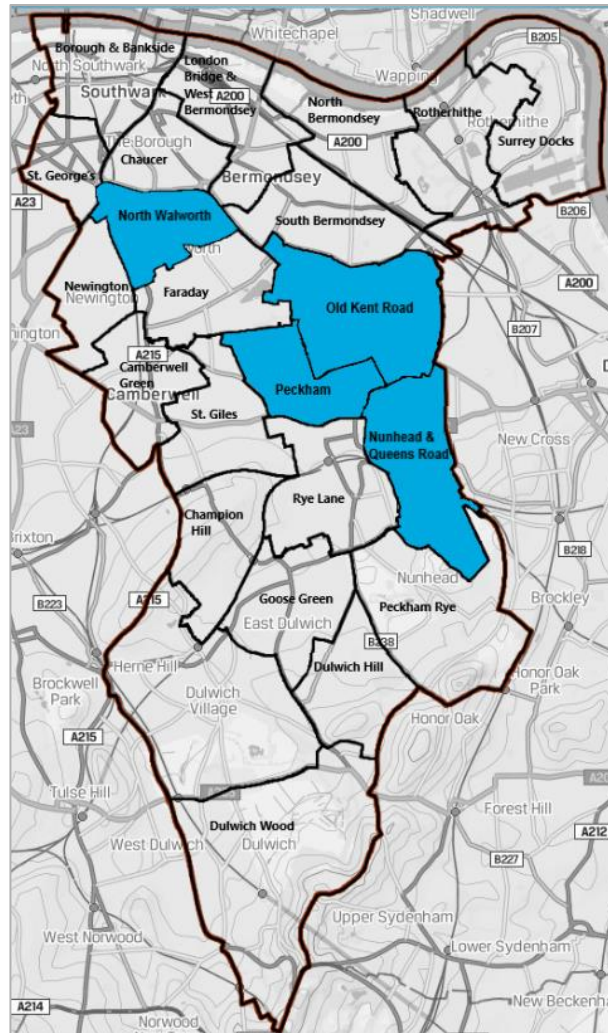 Shadwell
Whitechapel
B205
Borough & Bankside
North Southwark
London
Bridge &
West
Bermondsey
Southwark
A200
Wapping
North
Bermondsey
Rotherhithe
Rotherhithe
A200
Surrey Docks
The Borough
Chaucer
St. George's
Bermondsey
A23
North Walworth
South Bermondsey
B206
A200
Newington
Newington
Faraday
Old Kent Road
B207
A215
Camberwell
Green
Camberwell
Peckham
St. Giles
Nunhead &
Queens Road
New Cross
Rye Lane
Champion
Hill
Brixton
B218
Nunhead
Goose Green
Peckham Rye
Brockley
B223
A215
East Dulwich
B238
Dulwich Hill
Herne Hill
Honor Oak
Park
Brockwell
Park
Dulwich
Village
Honor Oak
A215
Tulse Hill
Forest Hill
A212
Dulwich Wood
West Dulwich
Dulwich
B227
Upper Sydenham
West Norwood
Lower Sydenham
New Beckenh
A214
Norwood